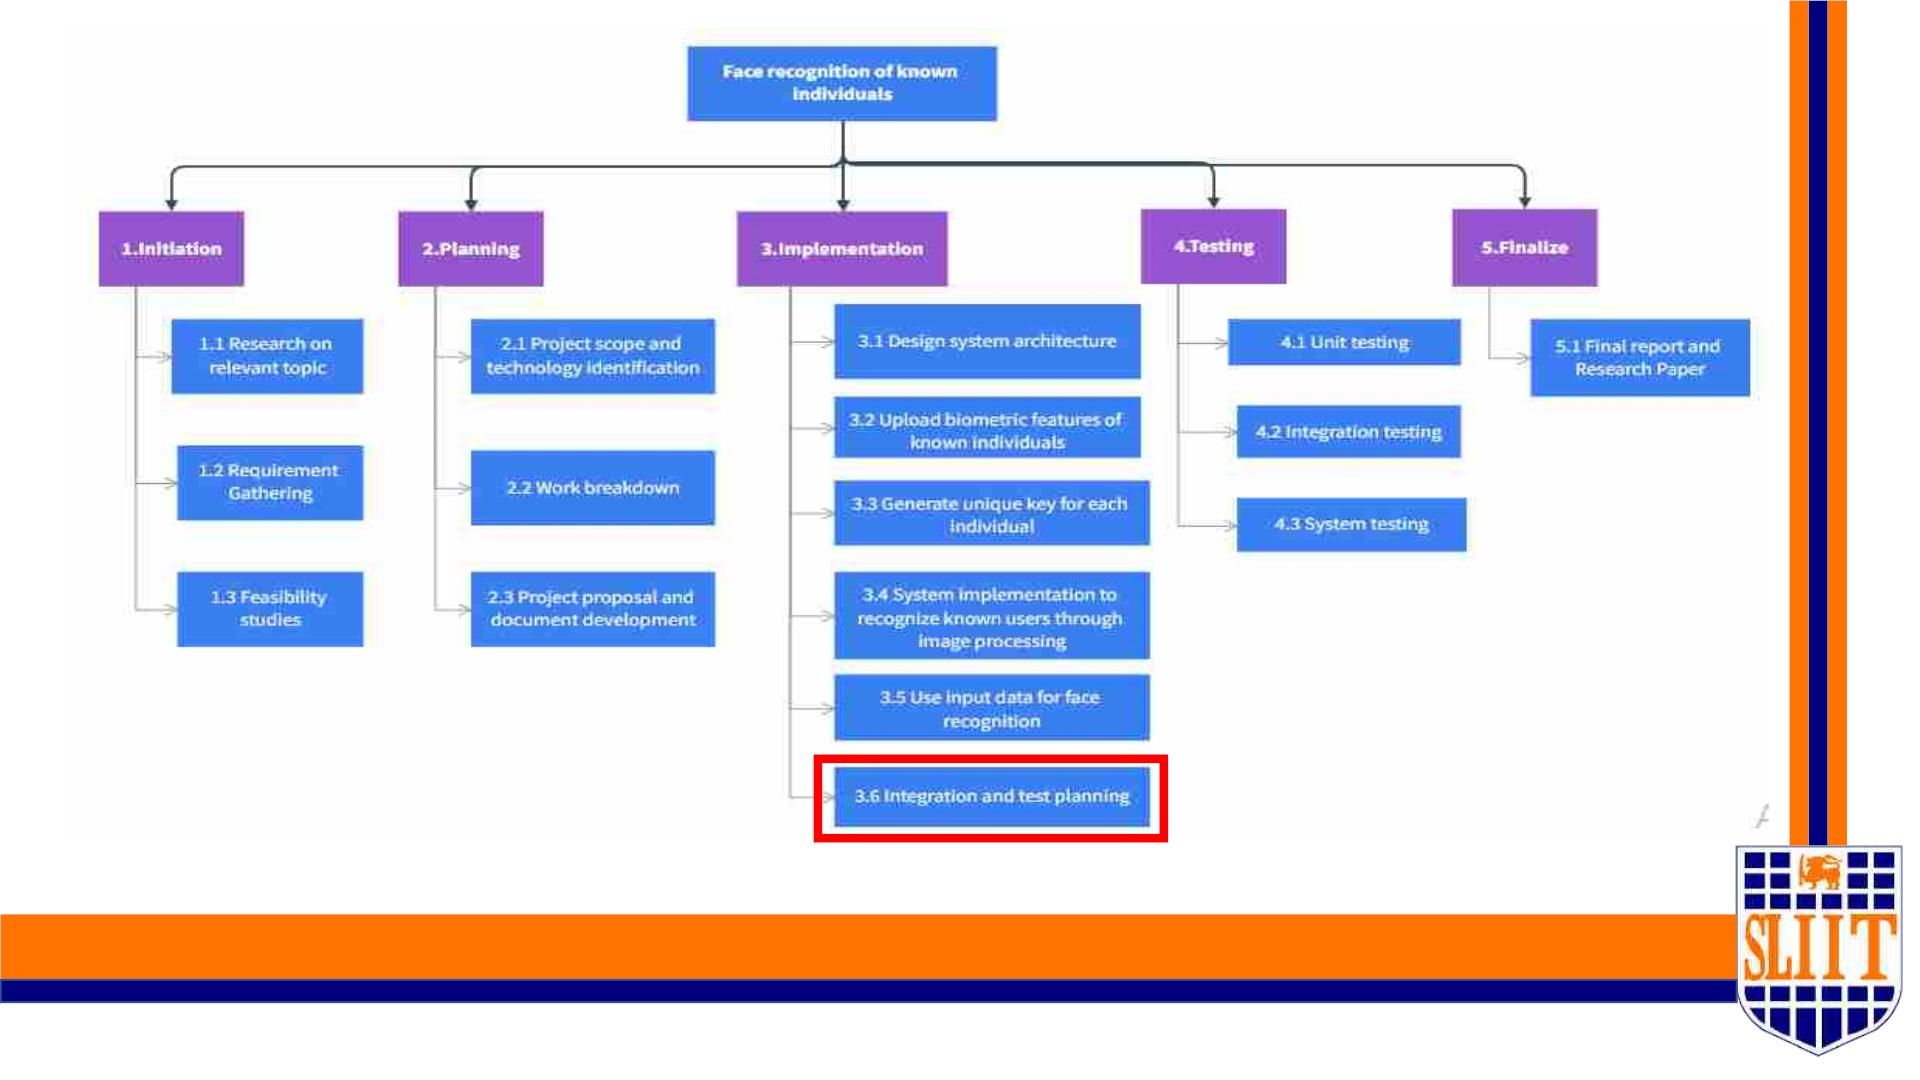 Face recognition of known
individuals
1.Initiation
2.Planning
3.Implementation
4.Testing
5.Finalize
1.1 Research on
relevant topic
1.2 Requirement
Gathering
1.3 Feasibility
studies
2.1 Project scope and
technology identification
2.2 Work breakdown
2.3 Project proposal and
document development
3.1 Design system architecture
3.2 Upload biometric features of
known individuals
3.3 Generate unique key for each
individual
3.4 System implementation to
recognize known users through
image processing
3.5 Use input data for face
recognition
3.6 Integration and test planning
4.1 Unit testing
4.2 Integration testing
4.3 System testing
5.1 Final report and
Research Paper
SLIIT